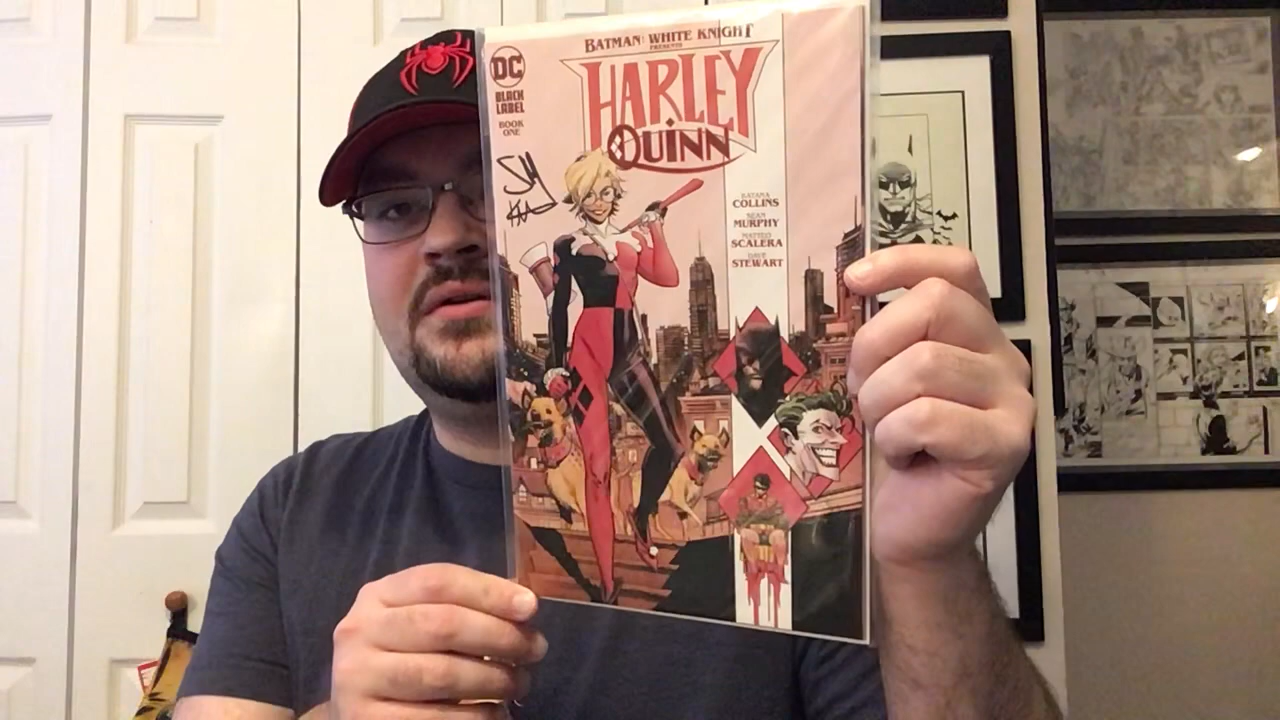 BATMAN: WHITE KNIGHT
PRESENTS
HARLEY
QUINN
DC
BLACK
LABEL
BOOK
ONE
KATANA
COLLINS
SEAN
MURPHY
MATTEO
SCALERA
DAVE
STEWART